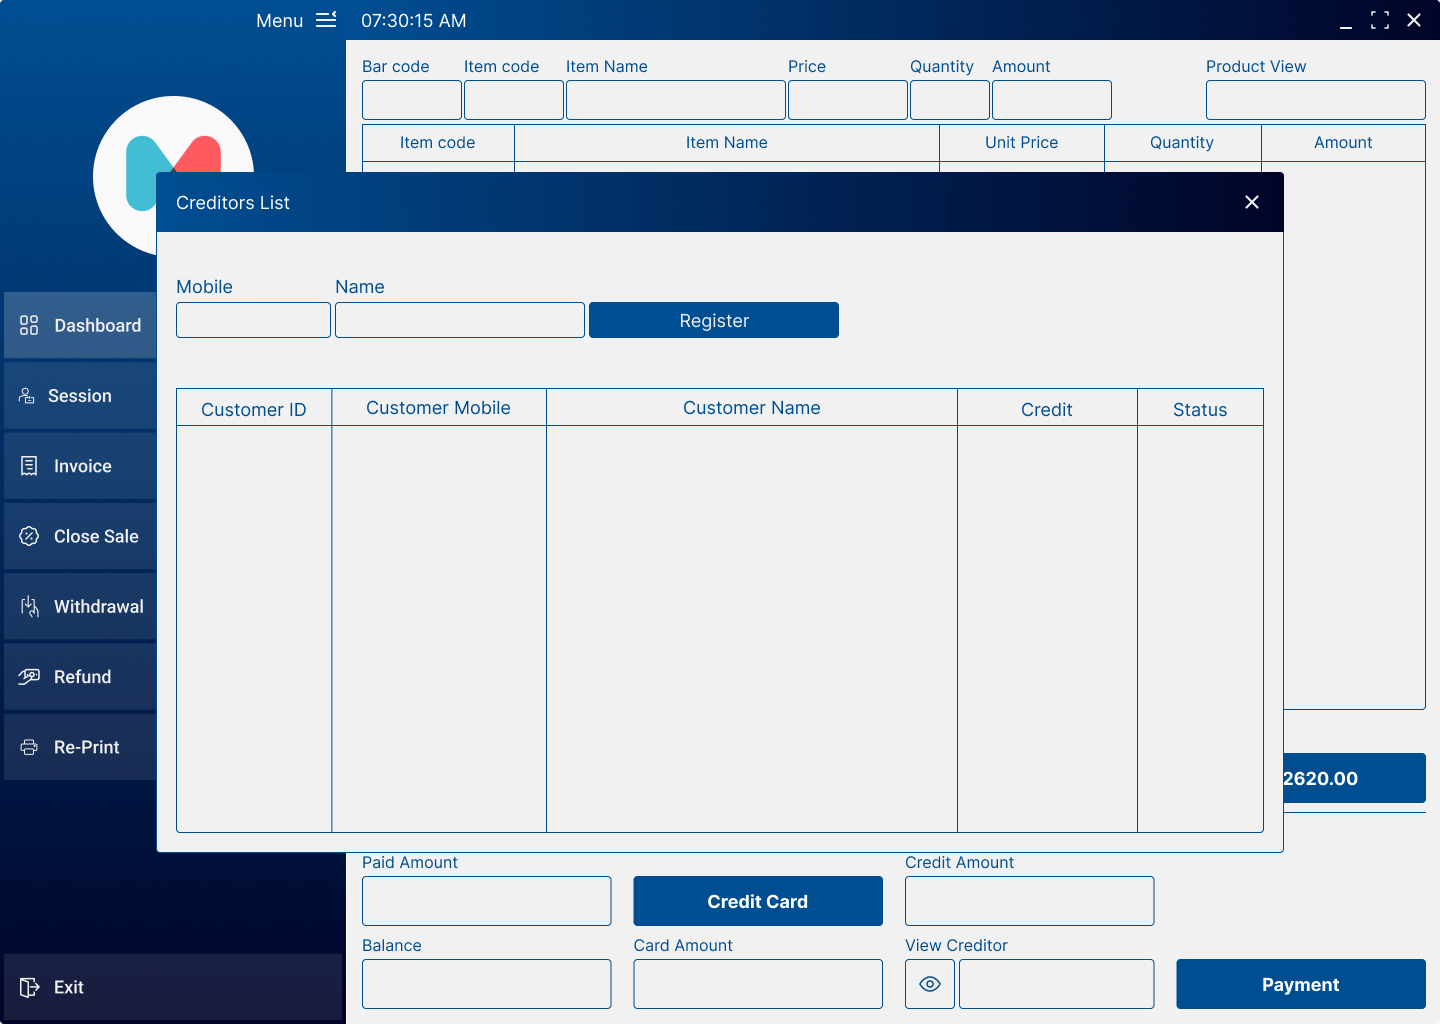 Menu
07:30:15 AM
Bar code Item code Item Name Price Quantity Amount Product View
Item code Item Name Unit Price Quantity Amount
Creditors List
Mobile Name
Register
Customer ID Customer Mobile Customer Name Credit Status
Dashboard
Session
Invoice
Close Sale
Withdrawal
Refund
Re-Print
Exit
2620.00
Paid Amount
Credit Card
Credit Amount
Balance
Card Amount
View Creditor
Payment